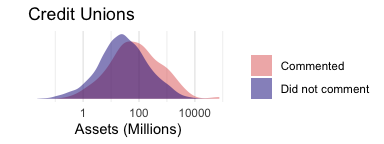 Credit Unions
Commented
Did not comment
1 100 10000
Assets (Millions)